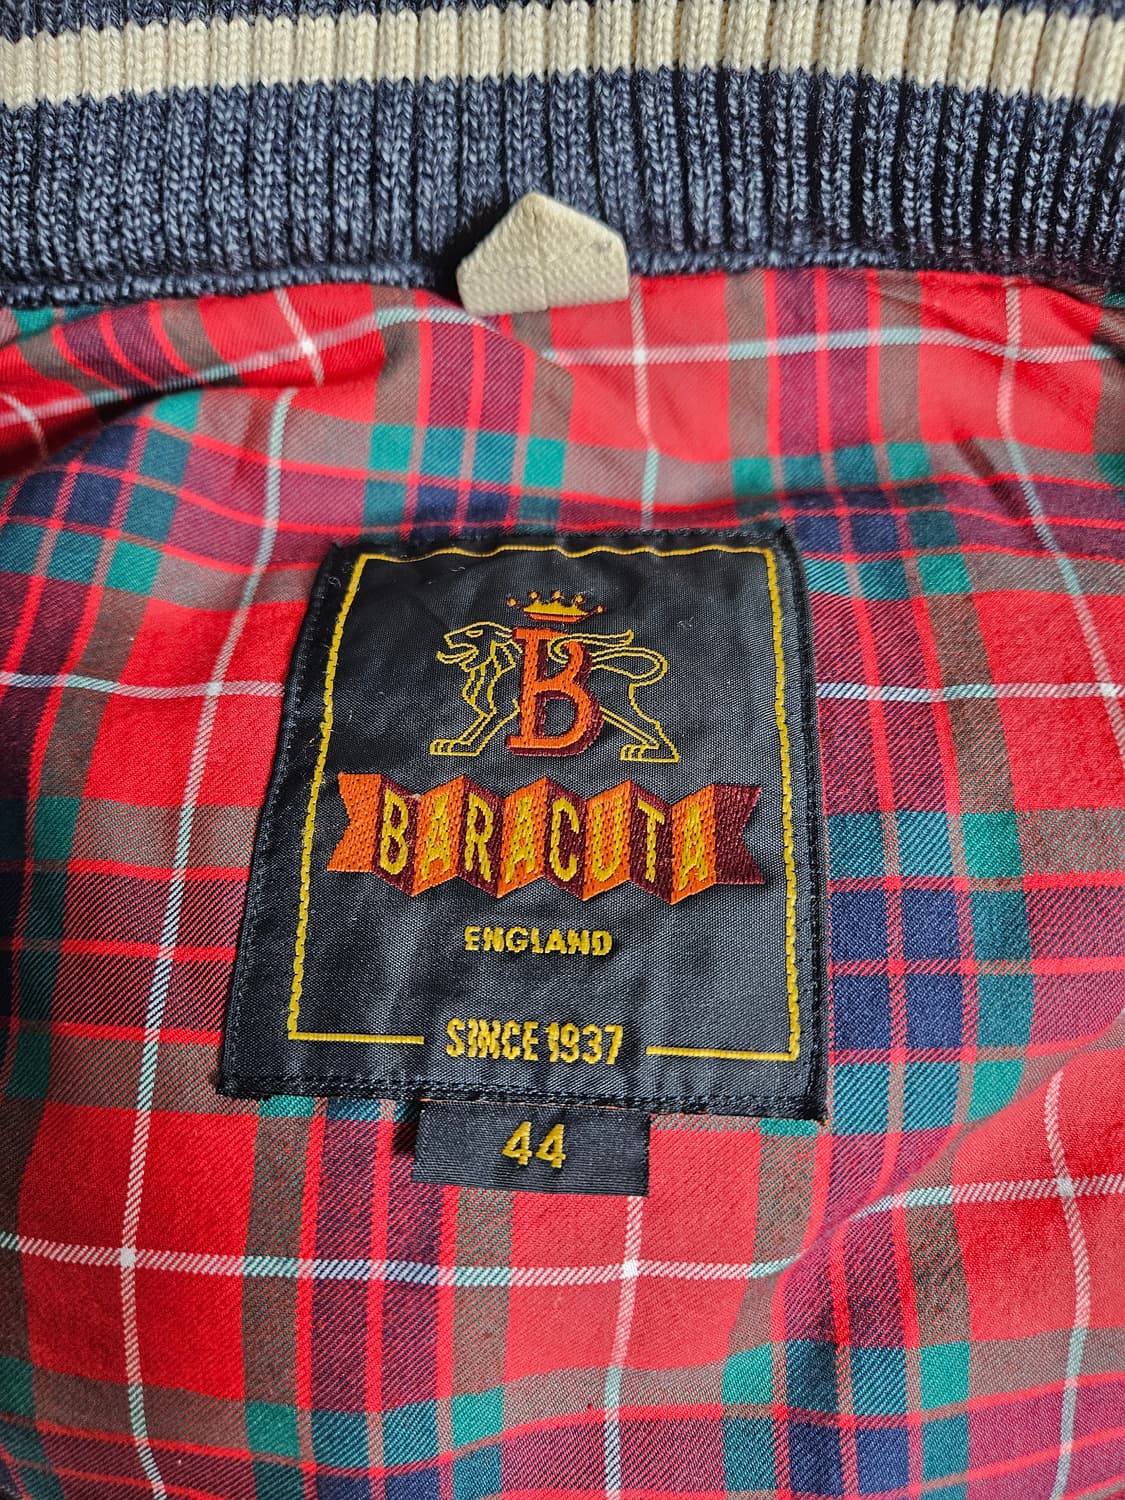 B
BARACUTA
ENGLAND
SINCE 1937
44